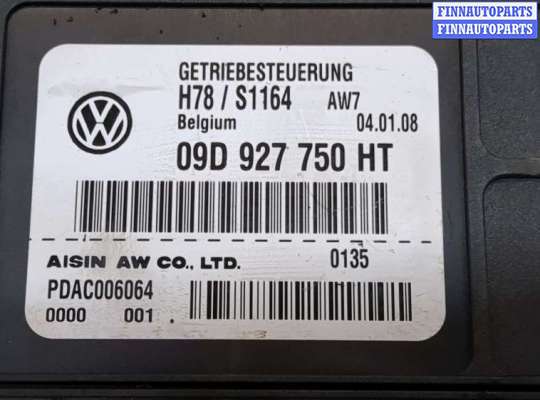 FINNAUTOPARTS
FINNAUTOPARTS
GETRIEBESTEUERUNG
H78 / S1164 AW7
Belgium 04.01.08
09D 927 750 HT
AISIN AW CO., LTD. 0135
PDAC006064
0000 001